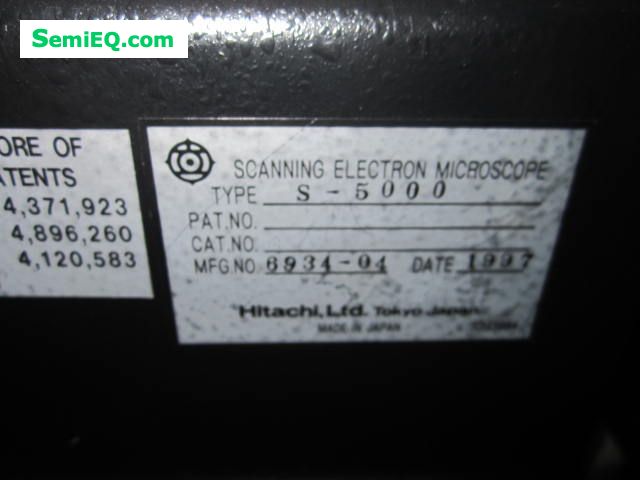 SemiEQ.com
ORE OF
ATENTS
4,371,923
4,896,260
4,120,583
SCANNING ELECTRON MICROSCOPE
TYPE S-5000
PAT.NO.
CAT.NO.
MFG.NO. 6934-04 DATE 1997
Hitachi, Ltd. Tokyo Japan
MADE IN JAPAN